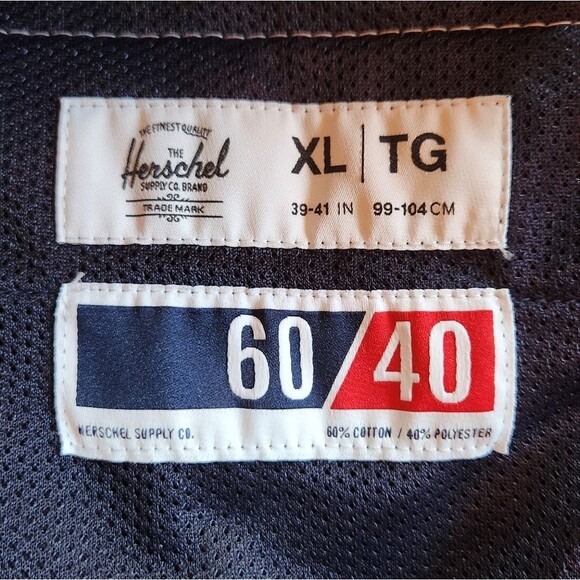 THE FINEST QUALITY
THE
Herschel
SUPPLY CO. BRAND
TRADE MARK
XL | TG
39-41 IN 99-104 CM
60/40
HERSCHEL SUPPLY CO. 60% COTTON / 40% POLYESTER